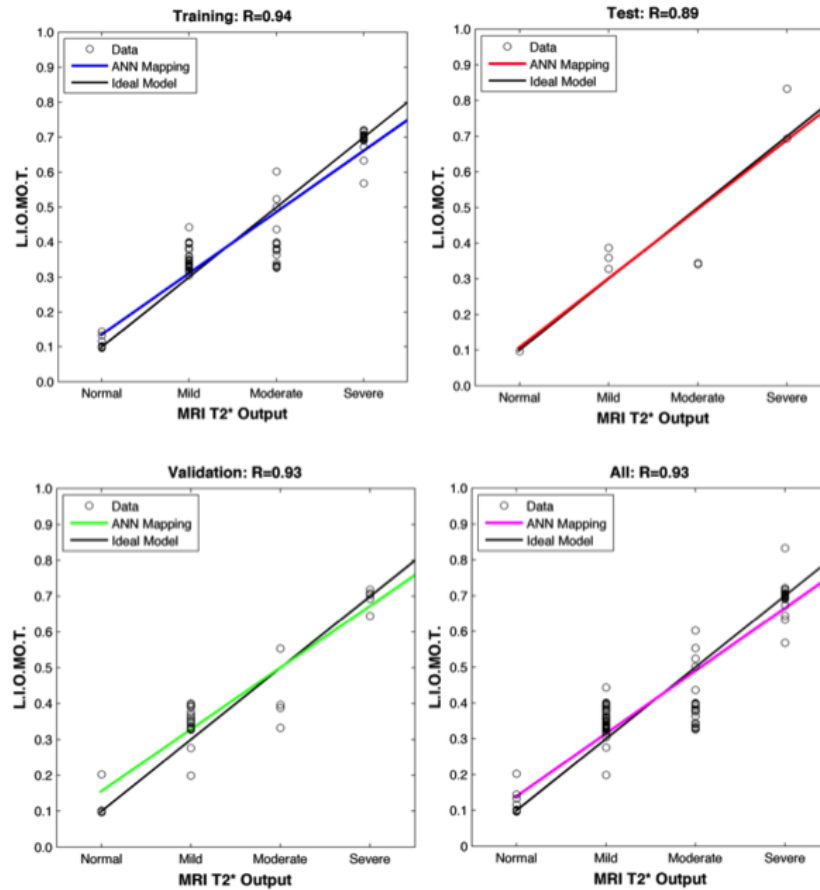 Training: R=0.94
Data
ANN Mapping
Ideal Model
1.0
0.9
0.8
0.7
0.6
0.5
0.4
0.3
0.2
0.1
0.0
L.I.O.MO.T.
Normal Mild Moderate Severe
MRI T2* Output
Test: R=0.89
Data
ANN Mapping
Ideal Model
1.0
0.9
0.8
0.7
0.6
0.5
0.4
0.3
0.2
0.1
0.0
L.I.O.MO.T.
Normal Mild Moderate Severe
MRI T2* Output
Validation: R=0.93
Data
ANN Mapping
Ideal Model
1.0
0.9
0.8
0.7
0.6
0.5
0.4
0.3
0.2
0.1
0.0
L.I.O.MO.T.
Normal Mild Moderate Severe
MRI T2* Output
All: R=0.93
Data
ANN Mapping
Ideal Model
1.0
0.9
0.8
0.7
0.6
0.5
0.4
0.3
0.2
0.1
0.0
L.I.O.MO.T.
Normal Mild Moderate Severe
MRI T2* Output